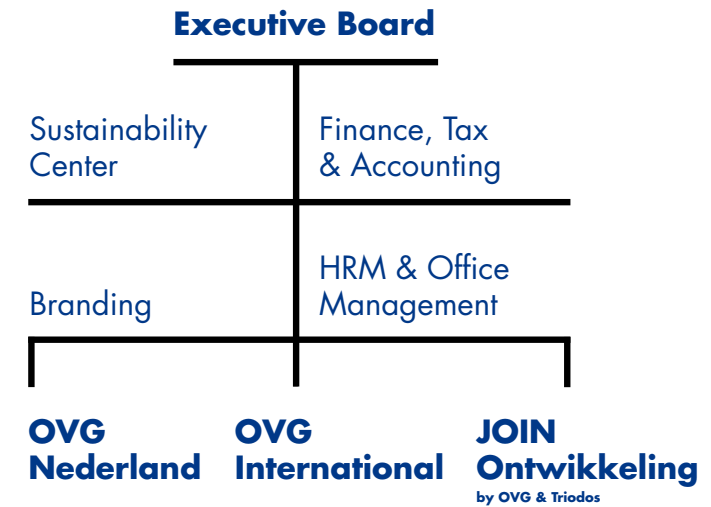 Executive Board
Sustainability
Center
Finance, Tax
& Accounting
Branding
HRM & Office
Management
OVG
Nederland
OVG
International
JOIN
Ontwikkeling
by OVG & Triodos